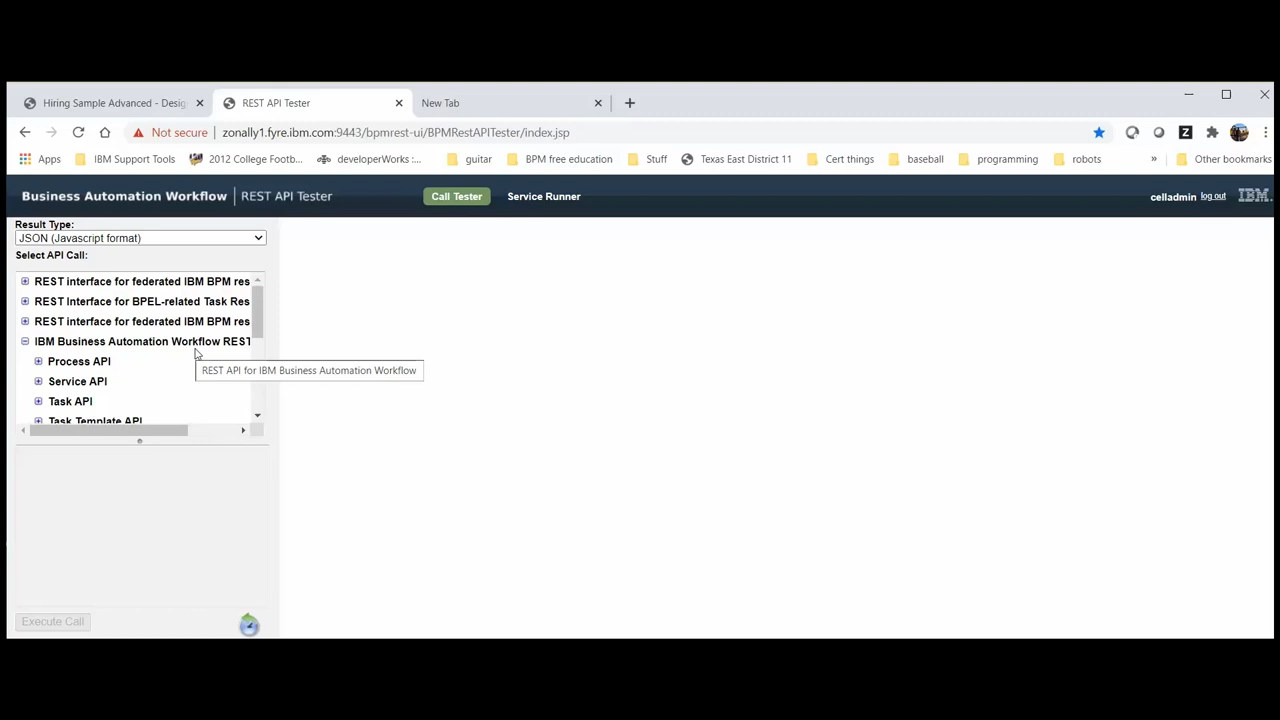 Hiring Sample Advanced - Desig
REST API Tester
New Tab
Not secure
zonally1.fyre.ibm.com:9443/bpmrest-ui/BPMRestAPITester/index.jsp
Apps
IBM Support Tools
2012 College Footb...
developerWorks :...
guitar
BPM free education
Stuff
Texas East District 11
Cert things
baseball
programming
robots
»
Other bookmarks
Business Automation Workflow | REST API Tester
Call Tester
Service Runner
celladmin log out
IBM.
Result Type:
JSON (Javascript format)
Select API Call:
REST interface for federated IBM BPM res
REST Interface for BPEL-related Task Res
REST interface for federated IBM BPM res
IBM Business Automation Workflow REST
Process API
REST API for IBM Business Automation Workflow
Service API
Task API
Task Template API
Execute Call